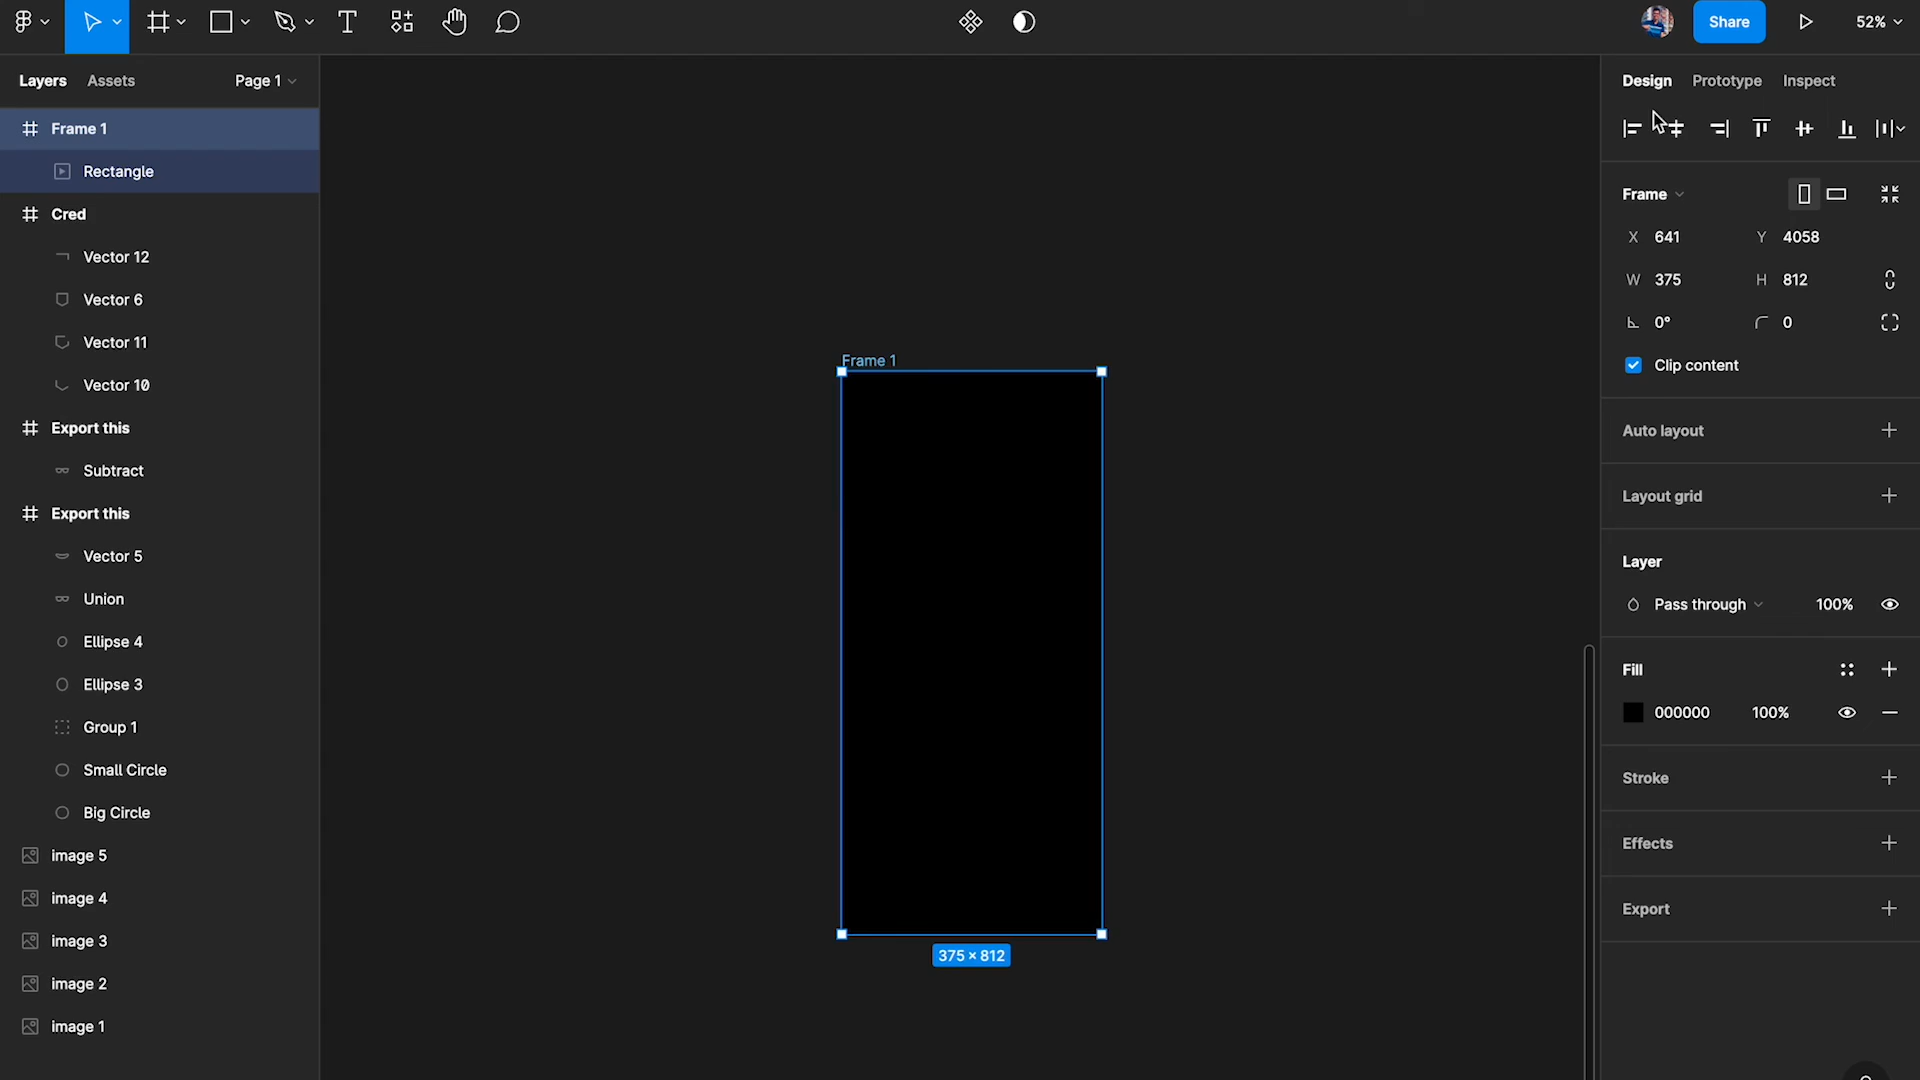 Share
52%
Layers
Assets
Page 1
Design
Prototype
Inspect
Frame 1
Rectangle
Cred
Vector 12
Vector 6
Vector 11
Vector 10
Export this
Subtract
Export this
Vector 5
Union
Ellipse 4
Ellipse 3
Group 1
Small Circle
Big Circle
image 5
image 4
image 3
image 2
image 1
Frame 1
375 × 812
Frame
X 641 Y 4058
W 375 H 812
0° 0
Clip content
Auto layout
Layout grid
Layer
Pass through 100%
Fill
000000 100%
Stroke
Effects
Export